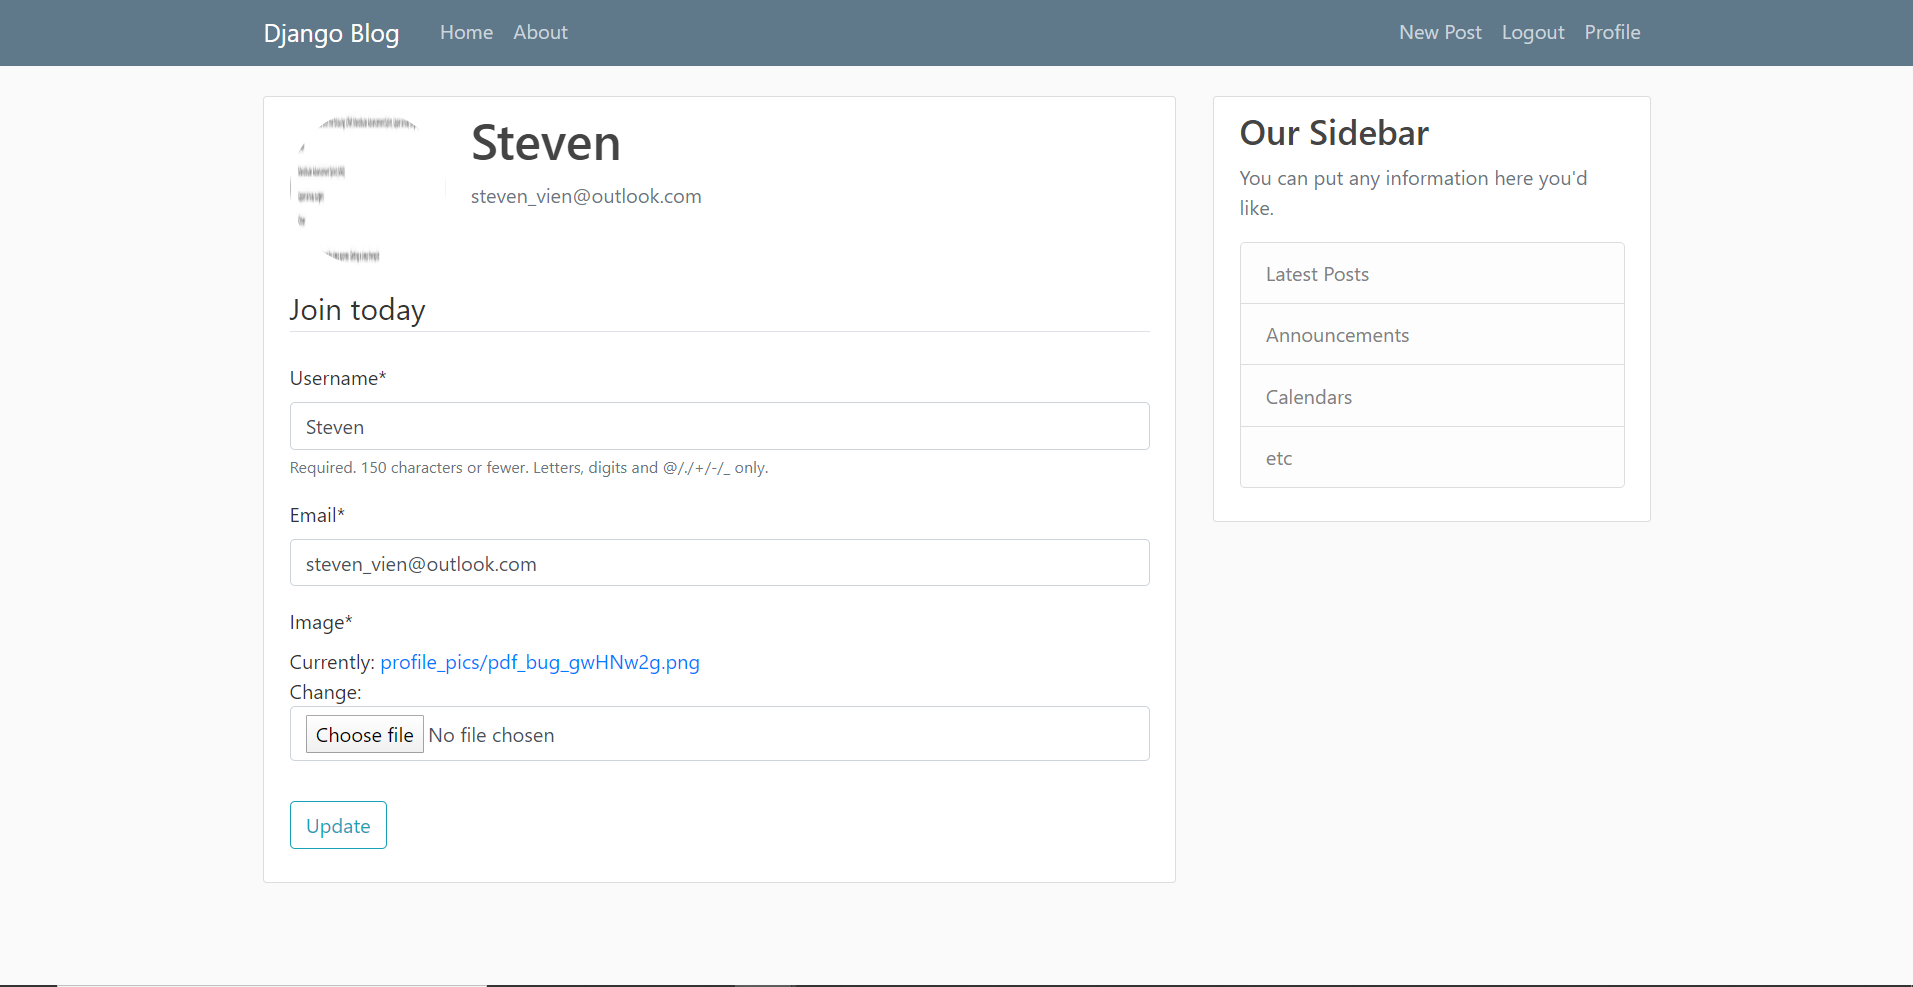 Django Blog Home About New Post Logout Profile
Steven
steven_vien@outlook.com
Join today
Username*
Steven
Required. 150 characters or fewer. Letters, digits and @/./+/-/_ only.
Email*
steven_vien@outlook.com
Image*
Currently: profile_pics/pdf_bug_gwHNw2g.png
Change:
Choose file No file chosen
Update
Our Sidebar
You can put any information here you'd
like.
Latest Posts
Announcements
Calendars
etc